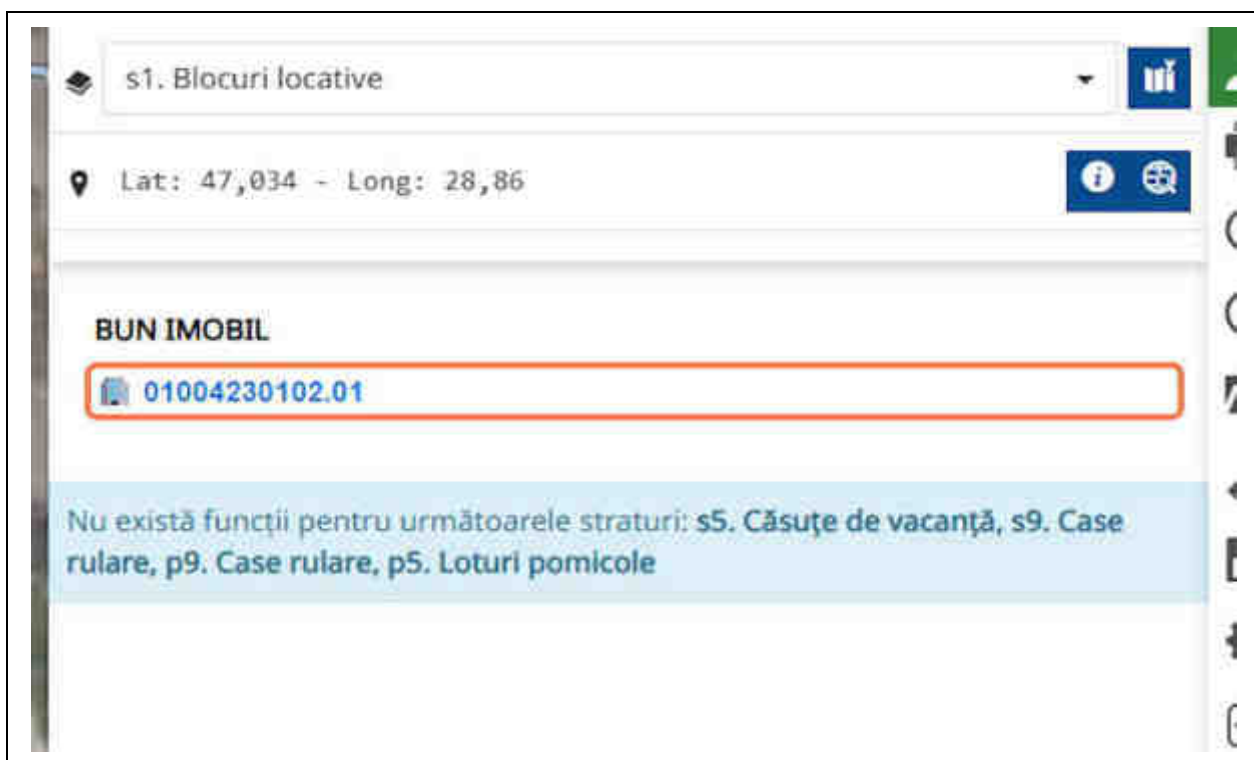 s1. Blocuri locative
Lat: 47,034 - Long: 28,86
BUN IMOBIL
01004230102.01
Nu există funcții pentru următoarele straturi: s5. Căsuțe de vacanță, s9. Case
rulare, p9. Case rulare, p5. Loturi pomicole